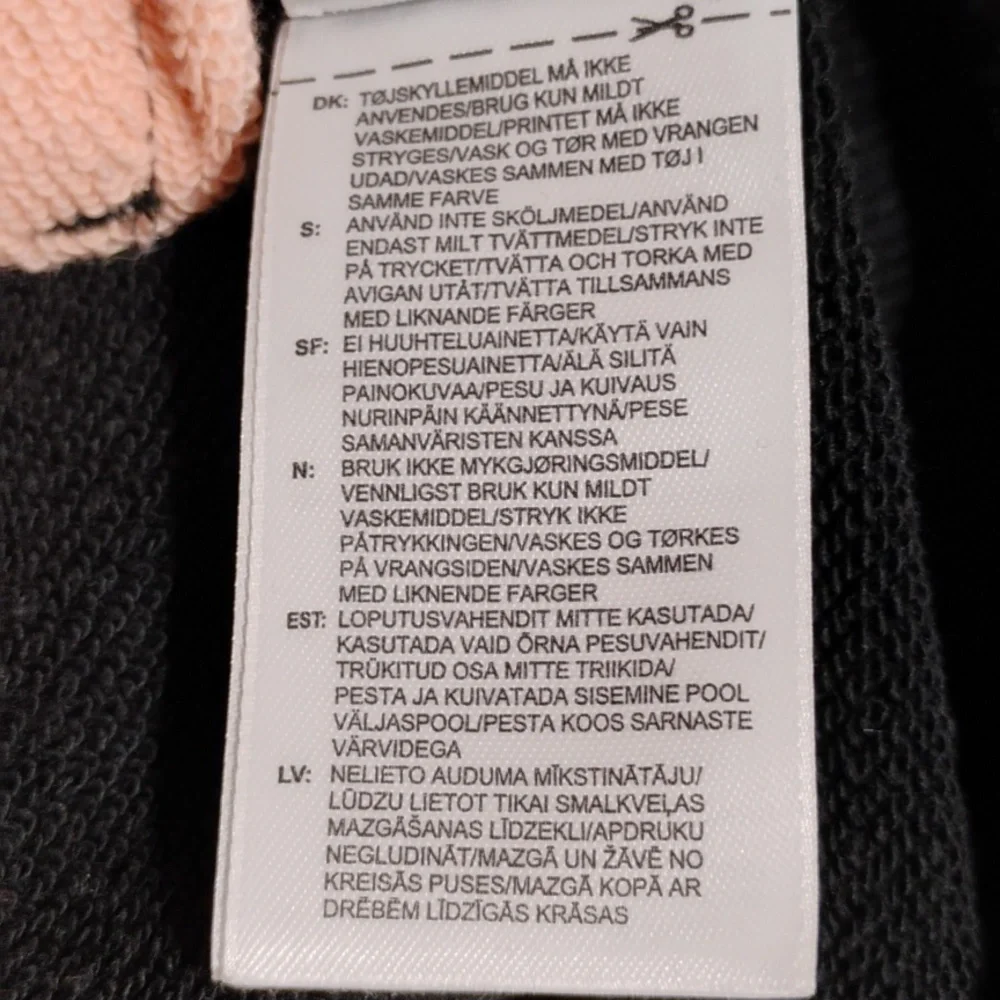 DK: TØJSKYLLEMIDDEL MÅ IKKE
ANVENDES/BRUG KUN MILDT
VASKEMIDDEL/PRINTET MÅ IKKE
STRYGES/VASK OG TØR MED VRANGEN
UDAD/VASKES SAMMEN MED TØJ I
SAMME FARVE
S: ANVÄND INTE SKÖLJMEDEL/ANVÄND
ENDAST MILT TVÄTTMEDEL/STRYK INTE
PÅ TRYCKET/TVÄTTA OCH TORKA MED
AVIGAN UTÅT/TVÄTTA TILLSAMMANS
MED LIKNANDE FÄRGER
SF: EI HUUHTELUAINETTA/KÄYTÄ VAIN
HIENOPESUAINETTA/ÄLÄ SILITÄ
PAINOKUVAA/PESU JA KUIVAUS
NURINPÄIN KÄÄNNETTYNÄ/PESE
SAMANVÄRISTEN KANSSA
N: BRUK IKKE MYKGJØRINGSMIDDEL/
VENNLIGST BRUK KUN MILDT
VASKEMIDDEL/STRYK IKKE
PÅTRYKKINGEN/VASKES OG TØRKES
PÅ VRANGSIDEN/VASKES SAMMEN
MED LIKNENDE FARGER
EST: LOPUTUSVAHENDIT MITTE KASUTADA/
KASUTADA VAID ÕRNA PESUVAHENDIT/
TRÜKITUD OSA MITTE TRIIKIDA/
PESTA JA KUIVATADA SISEMINE POOL
VÄLJASPOOL/PESTA KOOS SARNASTE
VÄRVIDEGA
LV: NELIETO AUDUMA MĪKSTINĀTĀJU/
LŪDZU LIETOT TIKAI SMALKVEĻAS
MAZGĀŠANAS LĪDZEKLI/APDRUKU
NEGLUDINĀT/MAZGĀ UN ŽĀVĒ NO
KREISĀS PUSES/MAZGĀ KOPĀ AR
DRĒBĒM LĪDZĪGĀS KRĀSAS